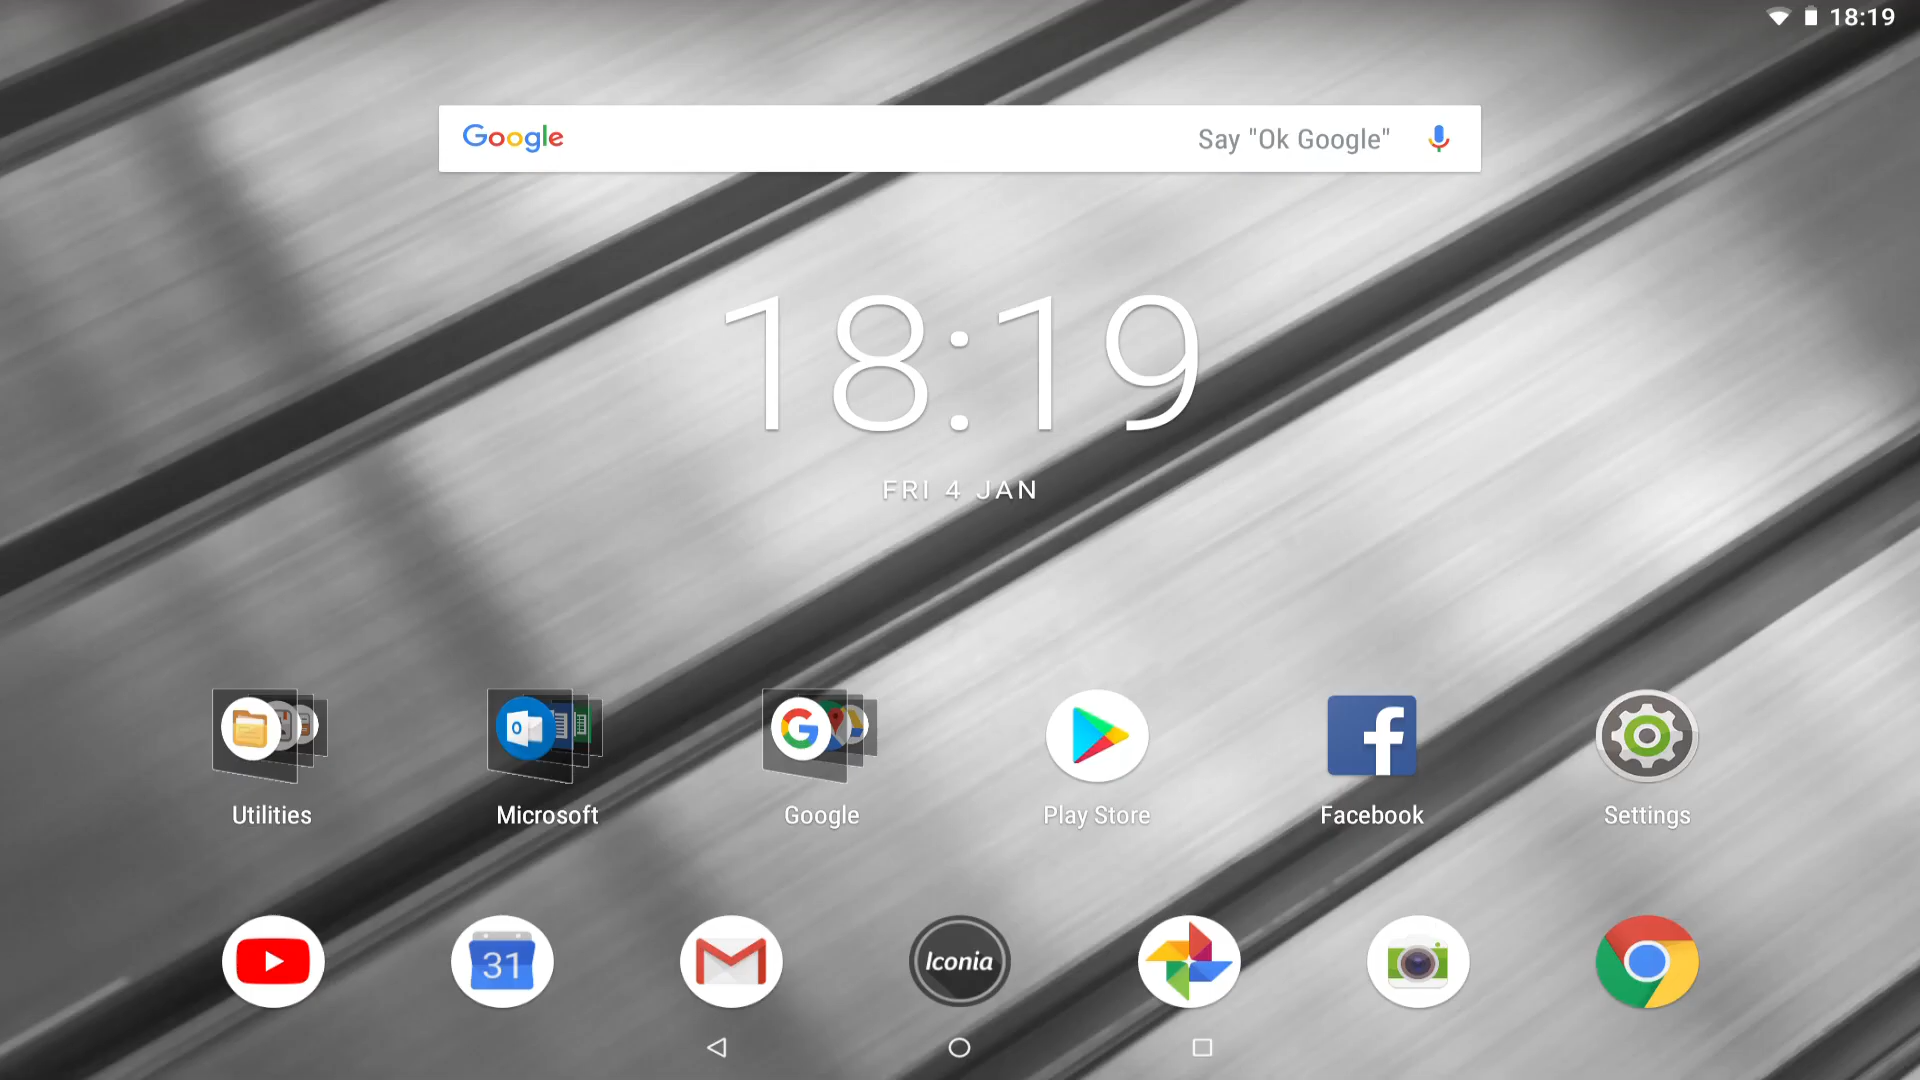 18:19
Google Say "Ok Google"
18:19
FRI 4 JAN
Utilities Microsoft Google Play Store Facebook Settings
31 Iconia